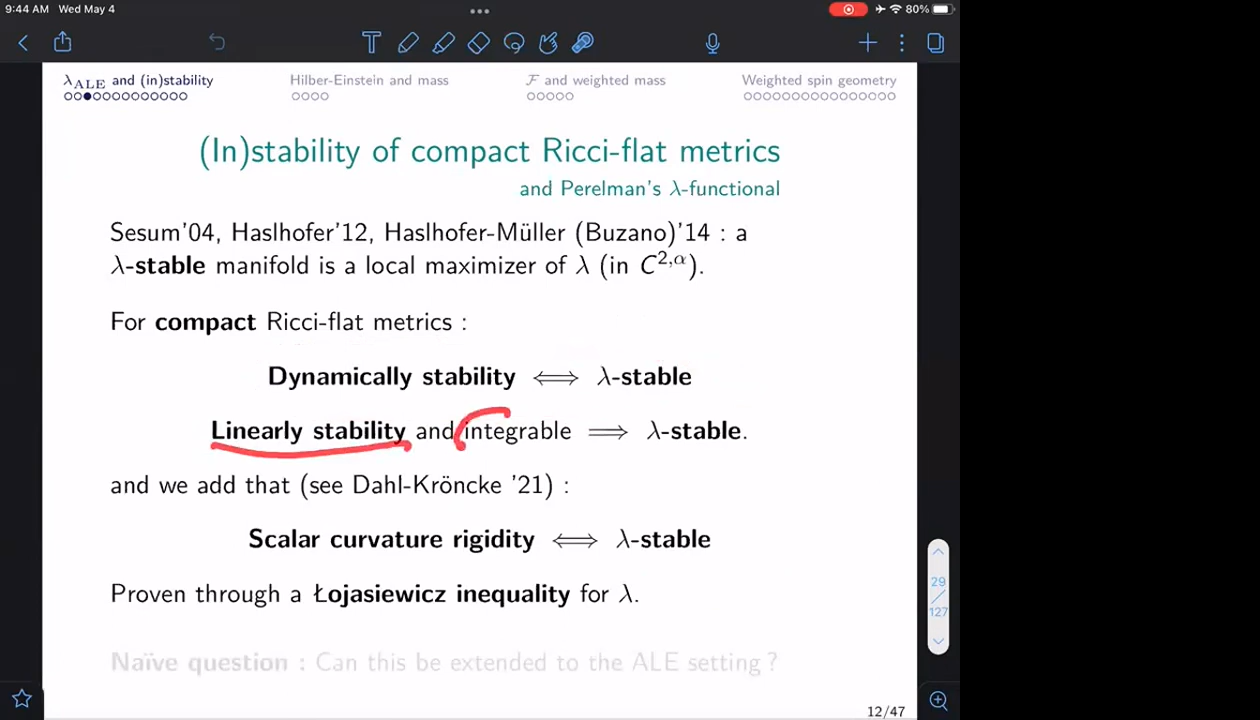 9:44 AM Wed May 4
80%
λALE and (in)stability
Hilber-Einstein and mass
ℱ and weighted mass
Weighted spin geometry
(In)stability of compact Ricci-flat metrics
and Perelman's λ-functional
Sesum'04, Haslhofer'12, Haslhofer-Müller (Buzano)'14 : a
λ-stable manifold is a local maximizer of λ (in C^{2,α}).
For compact Ricci-flat metrics :
Dynamically stability ⟺ λ-stable
Linearly stability and integrable ⟹ λ-stable.
and we add that (see Dahl-Kröncke '21) :
Scalar curvature rigidity ⟺ λ-stable
Proven through a Łojasiewicz inequality for λ.
Naïve question : Can this be extended to the ALE setting ?
29
/
127
12/47